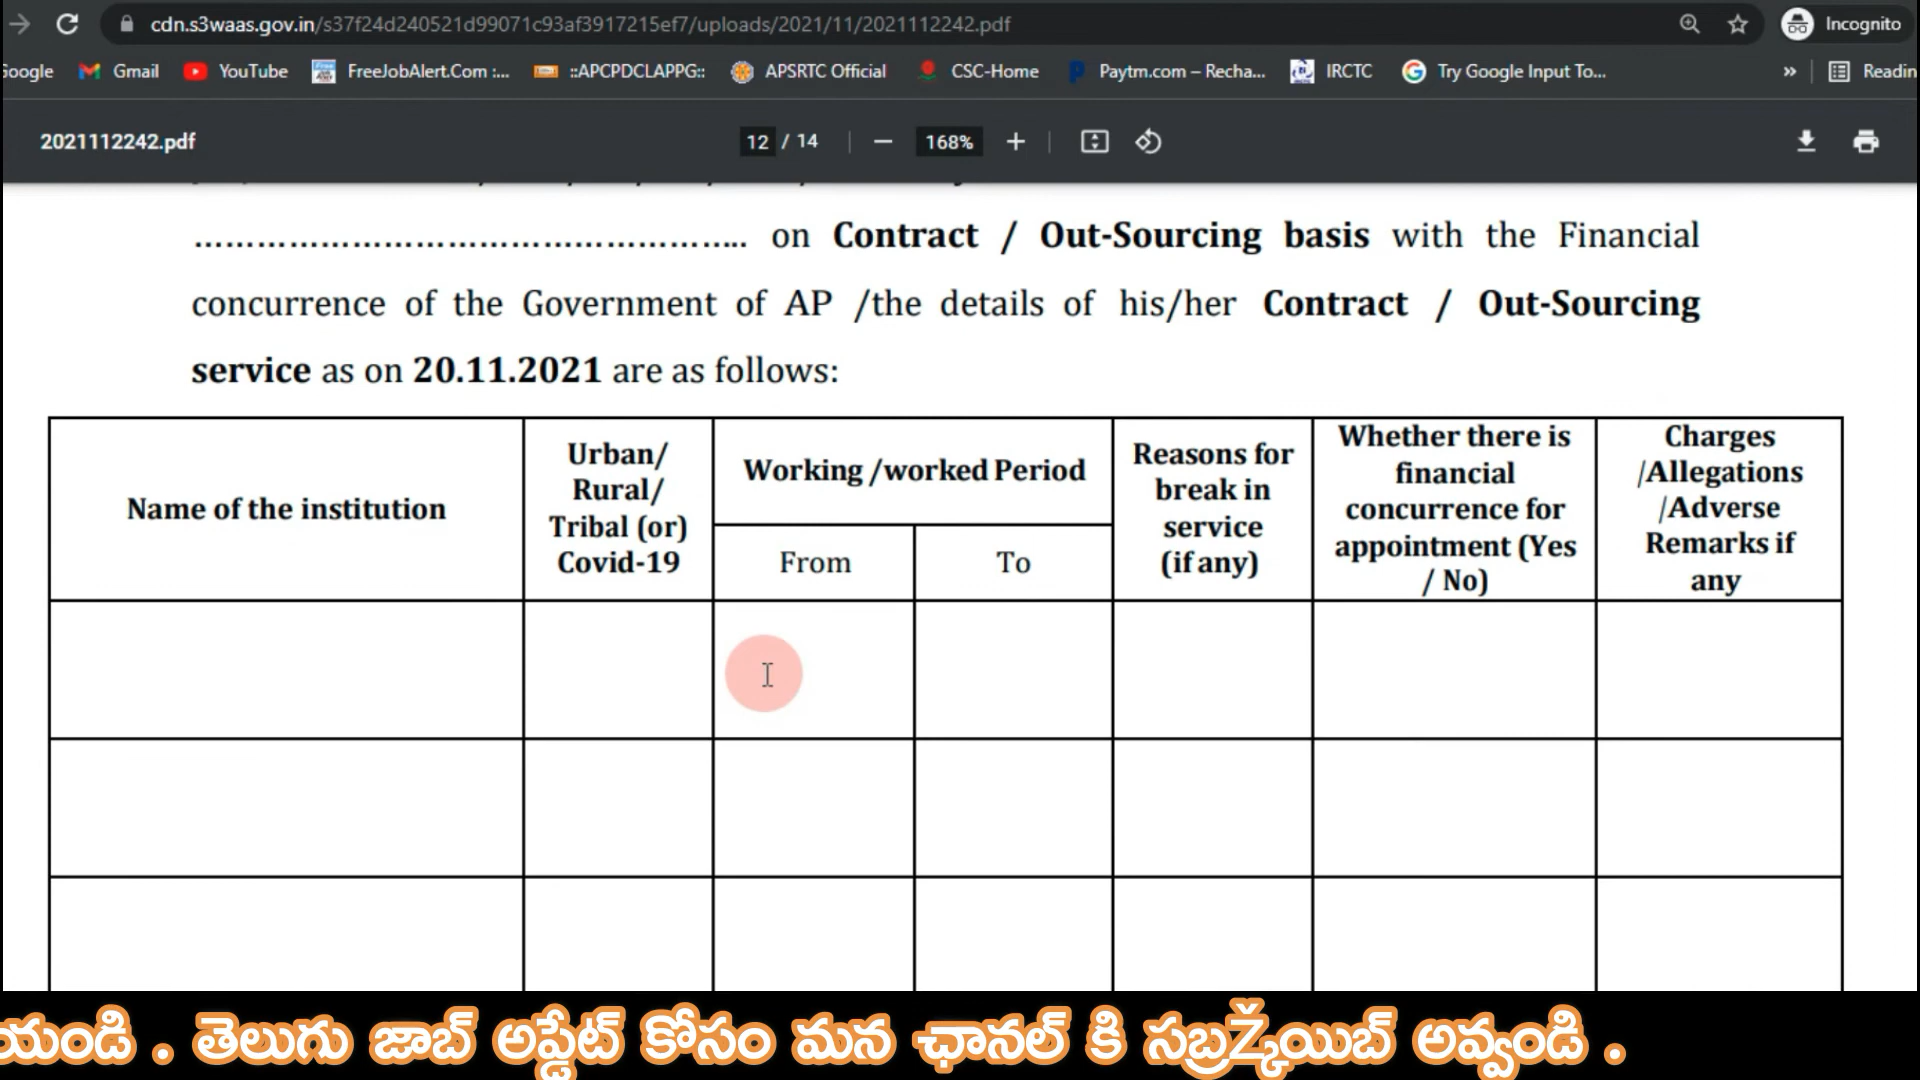 cdn.s3waas.gov.in/s37f24d240521d99071c93af3917215ef7/uploads/2021/11/2021112242.pdf
Incognito
Google Gmail YouTube FreeJobAlert.Com :... ::APCPDCLAPPG:: APSRTC Official CSC-Home Paytm.com – Recha... IRCTC Try Google Input To... » Readin
2021112242.pdf 12 / 14 168%
……………………………………………….. on Contract / Out-Sourcing basis with the Financial
concurrence of the Government of AP /the details of his/her Contract / Out-Sourcing
service as on 20.11.2021 are as follows:
Name of the institution
Urban/
Rural/
Tribal (or)
Covid-19
Working /worked Period
From
To
Reasons for
break in
service
(if any)
Whether there is
financial
concurrence for
appointment (Yes
/ No)
Charges
/Allegations
/Adverse
Remarks if
any
యండి . తెలుగు జాబ్ అప్డేట్ కోసం మన ఛానల్ కి సబ్రŽ్కయిబ్ అవ్వండి .